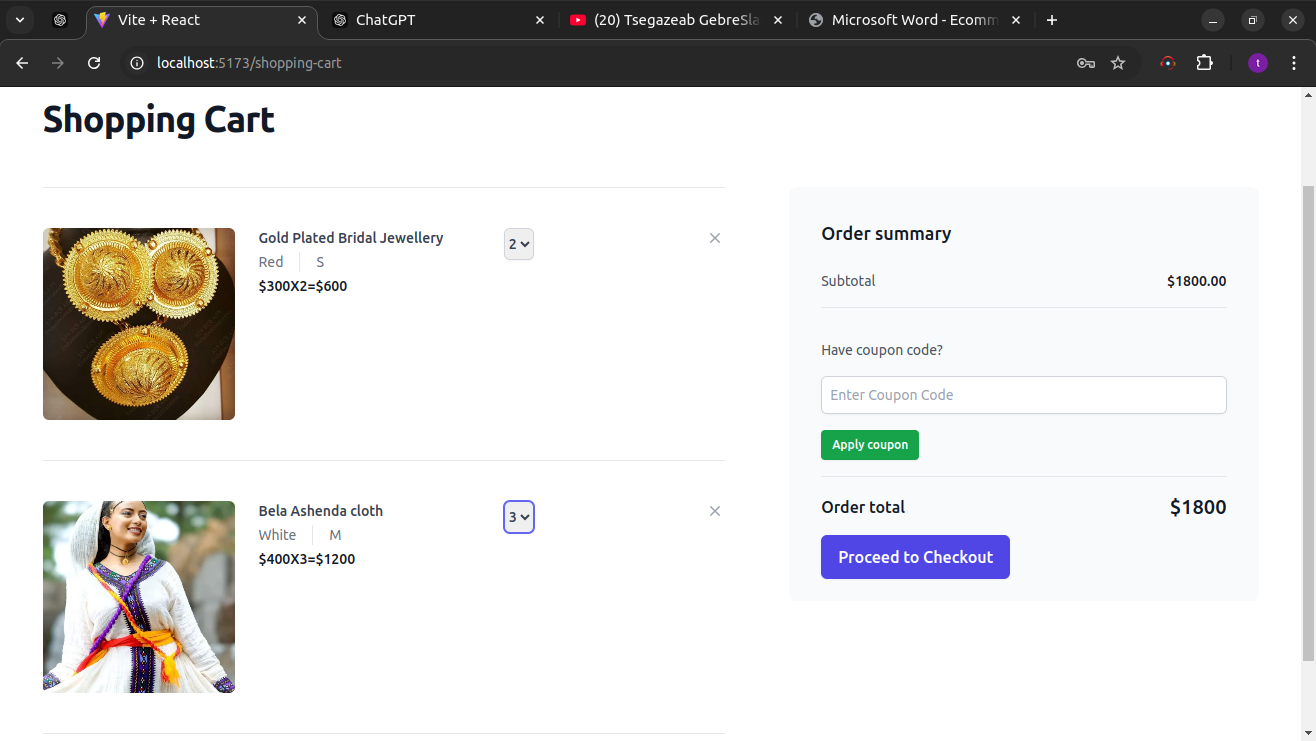 Vite + React
ChatGPT
(20) Tsegazeab GebreSla
Microsoft Word - Ecomm
localhost:5173/shopping-cart
t
Shopping Cart
Gold Plated Bridal Jewellery
2
Red
S
$300X2=$600
Bela Ashenda cloth
3
White
M
$400X3=$1200
Order summary
Subtotal
$1800.00
Have coupon code?
Enter Coupon Code
Apply coupon
Order total
$1800
Proceed to Checkout